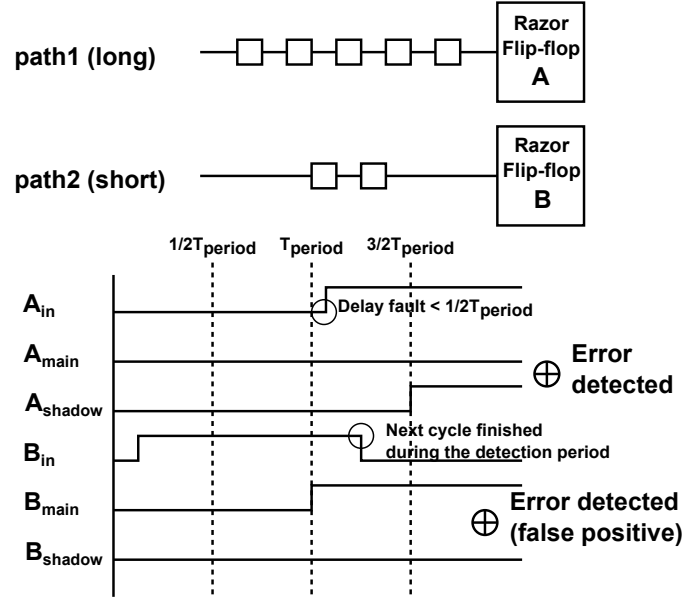 path1 (long)
Razor
Flip-flop
A
path2 (short)
Razor
Flip-flop
B
1/2Tperiod
Tperiod
3/2Tperiod
Ain
Delay fault < 1/2Tperiod
Amain
Error
detected
Ashadow
Next cycle finished
during the detection period
Bin
Bmain
Error detected
(false positive)
Bshadow